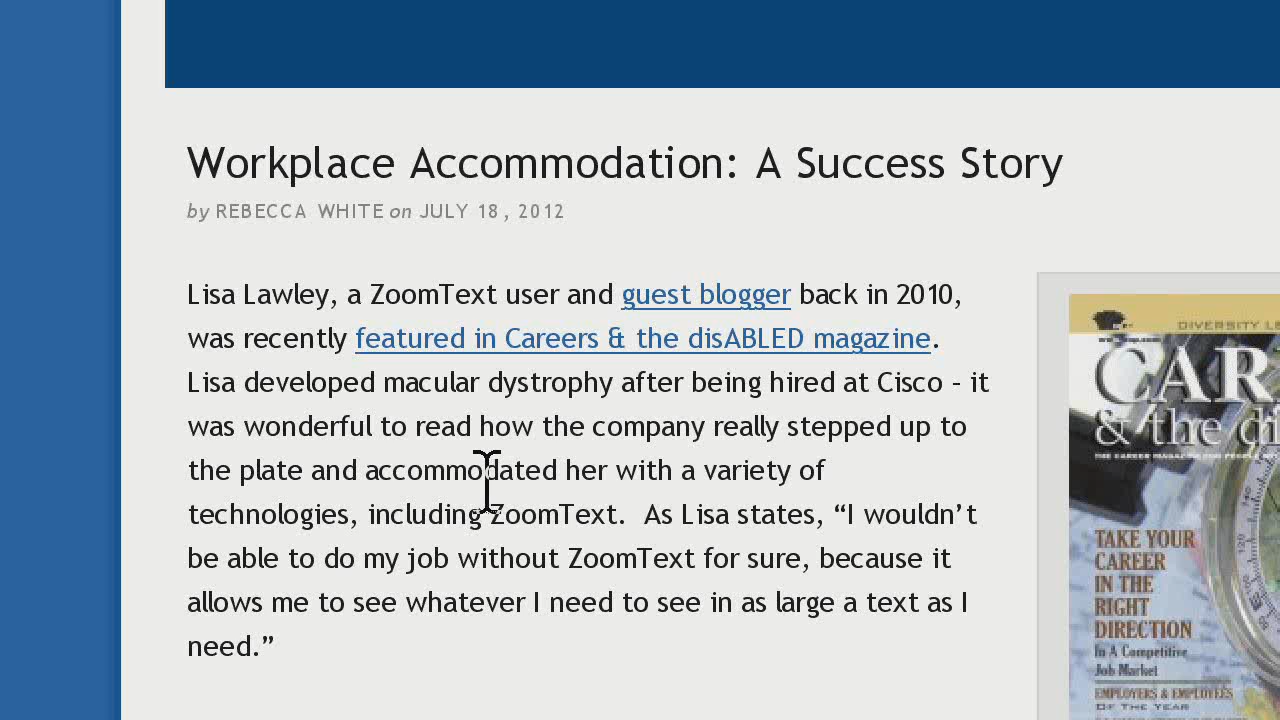 Workplace Accommodation: A Success Story
by REBECCA WHITE on JULY 18, 2012
Lisa Lawley, a ZoomText user and guest blogger back in 2010,
was recently featured in Careers & the disABLED magazine.
Lisa developed macular dystrophy after being hired at Cisco – it
was wonderful to read how the company really stepped up to
the plate and accommodated her with a variety of
technologies, including ZoomText.  As Lisa states, “I wouldn’t
be able to do my job without ZoomText for sure, because it
allows me to see whatever I need to see in as large a text as I
need.”
DIVERSITY
CAR
& the di
TAKE YOUR
CAREER
IN THE
RIGHT
DIRECTION
In A Competitive
Job Market
EMPLOYERS & EMPLOYEES
OF THE YEAR